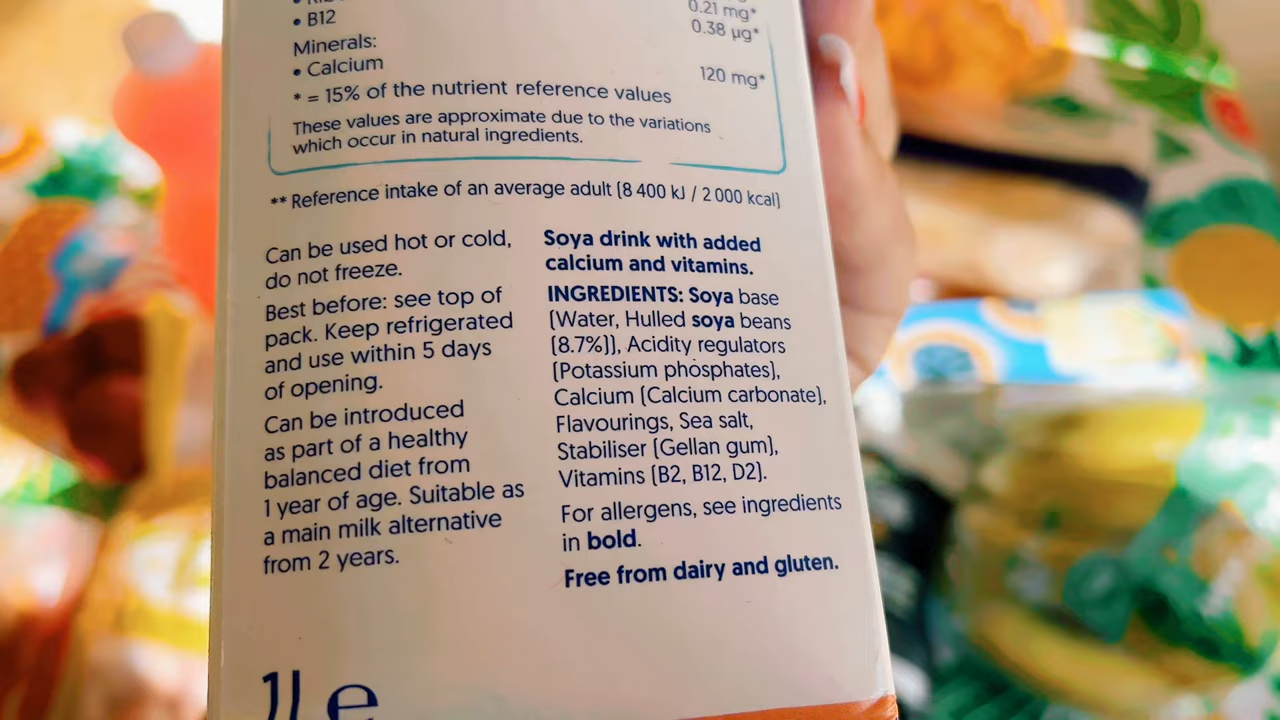 • B12
0.21 mg*
0.38 µg*
Minerals:
• Calcium
120 mg*
* = 15% of the nutrient reference values
These values are approximate due to the variations
which occur in natural ingredients.
** Reference intake of an average adult (8 400 kJ / 2 000 kcal)
Can be used hot or cold,
do not freeze.
Best before: see top of
pack. Keep refrigerated
and use within 5 days
of opening.
Can be introduced
as part of a healthy
balanced diet from
1 year of age. Suitable as
a main milk alternative
from 2 years.
Soya drink with added
calcium and vitamins.
INGREDIENTS: Soya base
(Water, Hulled soya beans
(8.7%)), Acidity regulators
(Potassium phosphates),
Calcium (Calcium carbonate),
Flavourings, Sea salt,
Stabiliser (Gellan gum),
Vitamins (B2, B12, D2).
For allergens, see ingredients
in bold.
Free from dairy and gluten.
1l e